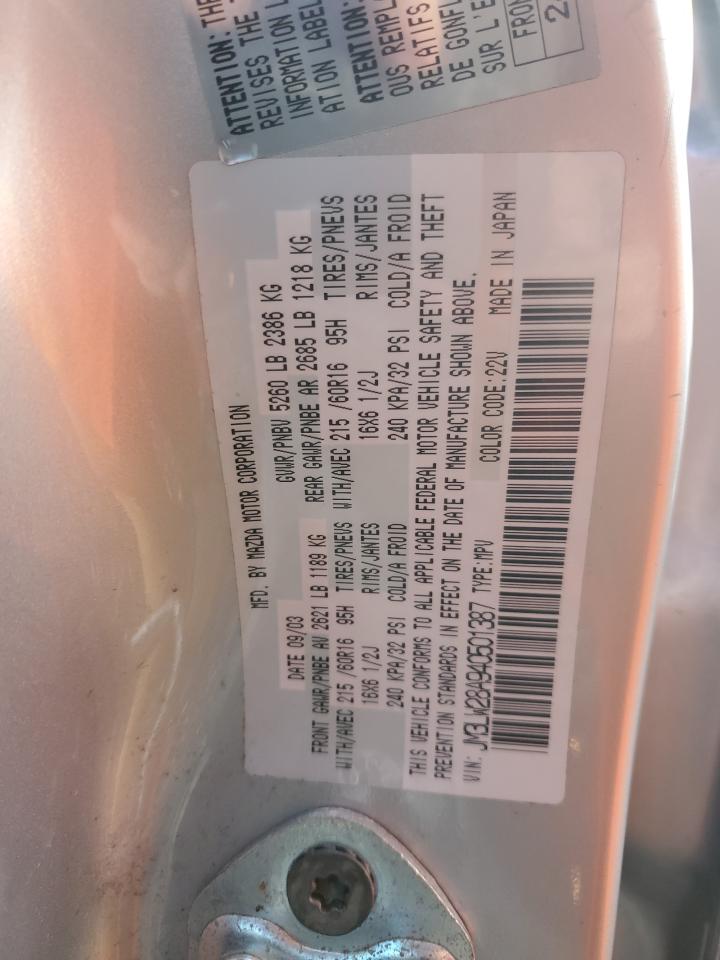 ATTENTION: THE
REVISES THE
INFORMATION L
ATION LABEL
ATTENTION:
OUS REMPLA
RELATIFS
DE GONFL
SUR L'E
FRON
2
MFD. BY MAZDA MOTOR CORPORATION
DATE 09/03 GVWR/PNBV 5260 LB 2386 KG
FRONT GAWR/PNBE AV 2621 LB 1189 KG REAR GAWR/PNBE AR 2685 LB 1218 KG
WITH/AVEC 215 /60R16 95H TIRES/PNEVS WITH/AVEC 215 /60R16 95H TIRES/PNEVS
16X6 1/2J RIMS/JANTES 16X6 1/2J RIMS/JANTES
240 KPA/32 PSI COLD/A FROID 240 KPA/32 PSI COLD/A FROID
THIS VEHICLE CONFORMS TO ALL APPLICABLE FEDERAL MOTOR VEHICLE SAFETY AND THEFT
PREVENTION STANDARDS IN EFFECT ON THE DATE OF MANUFACTURE SHOWN ABOVE.
VIN: JM3LW28A940501387 TYPE:MPV COLOR CODE:22V MADE IN JAPAN